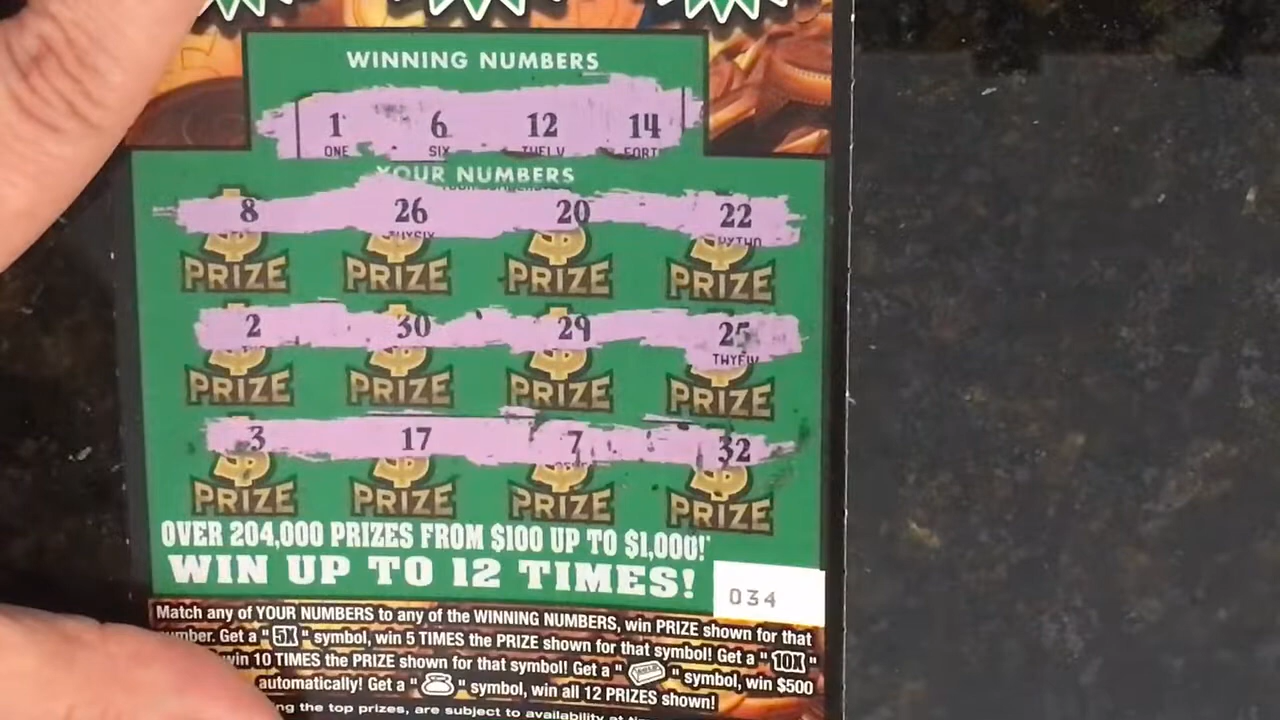 WINNING NUMBERS
1 6 12 14
ONE SIX THELV FORT
YOUR NUMBERS
8 26 20 22
PRIZE PRIZE PRIZE PRIZE
2 30 29 25
TWYFIV
PRIZE PRIZE PRIZE PRIZE
3 17 7 32
PRIZE PRIZE PRIZE PRIZE
OVER 204,000 PRIZES FROM $100 UP TO $1,000!*
WIN UP TO 12 TIMES!
034
Match any of YOUR NUMBERS to any of the WINNING NUMBERS, win PRIZE shown for that
number. Get a "5X" symbol, win 5 TIMES the PRIZE shown for that symbol! Get a "10X"
win 10 TIMES the PRIZE shown for that symbol! Get a " " symbol, win $500
automatically! Get a " " symbol, win all 12 PRIZES shown!
ng the top prizes, are subject to availability at